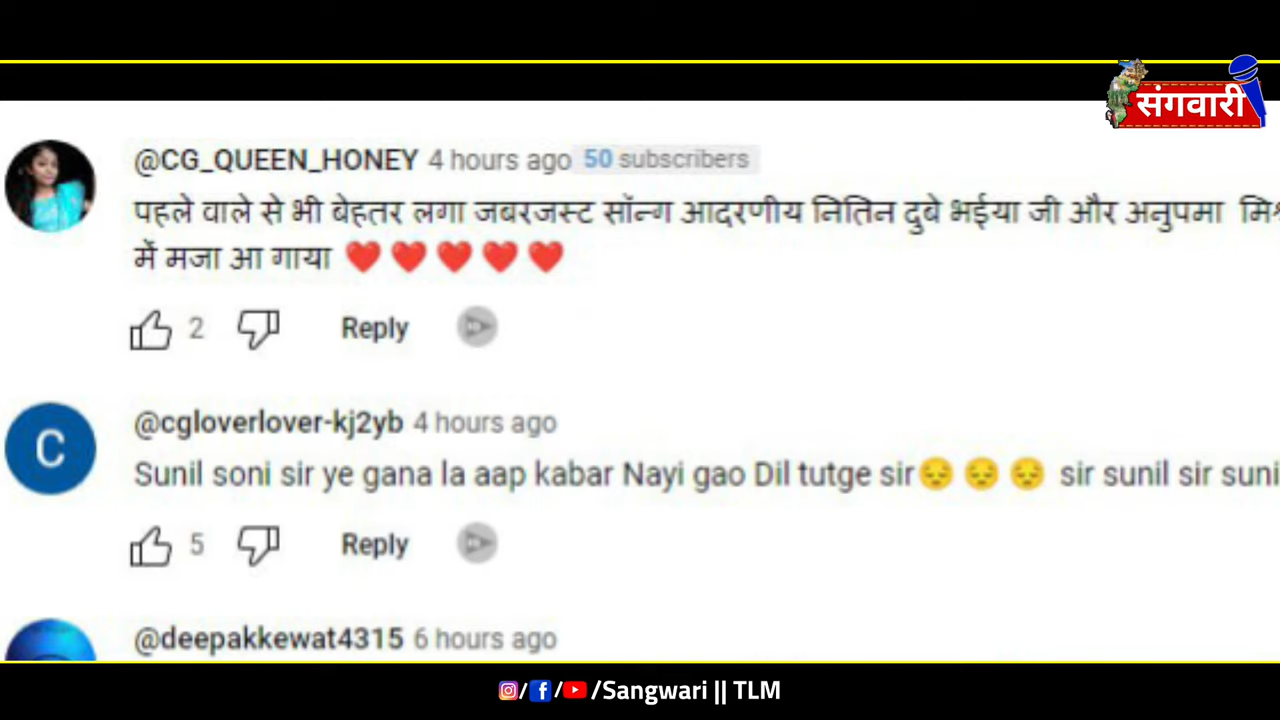 संगवारी
@CG_QUEEN_HONEY 4 hours ago 50 subscribers
पहले वाले से भी बेहतर लगा जबरजस्ट सॉन्ग आदरणीय नितिन दुबे भईया जी और अनुपमा
में मजा आ गाया ❤️❤️❤️❤️❤️
2 Reply
@cgloverlover-kj2yb 4 hours ago
Sunil soni sir ye gana la aap kabar Nayi gao Dil tutge sir😔😔😔 sir sunil sir suni
5 Reply
@deepakkewat4315 6 hours ago
/ / /Sangwari || TLM
C